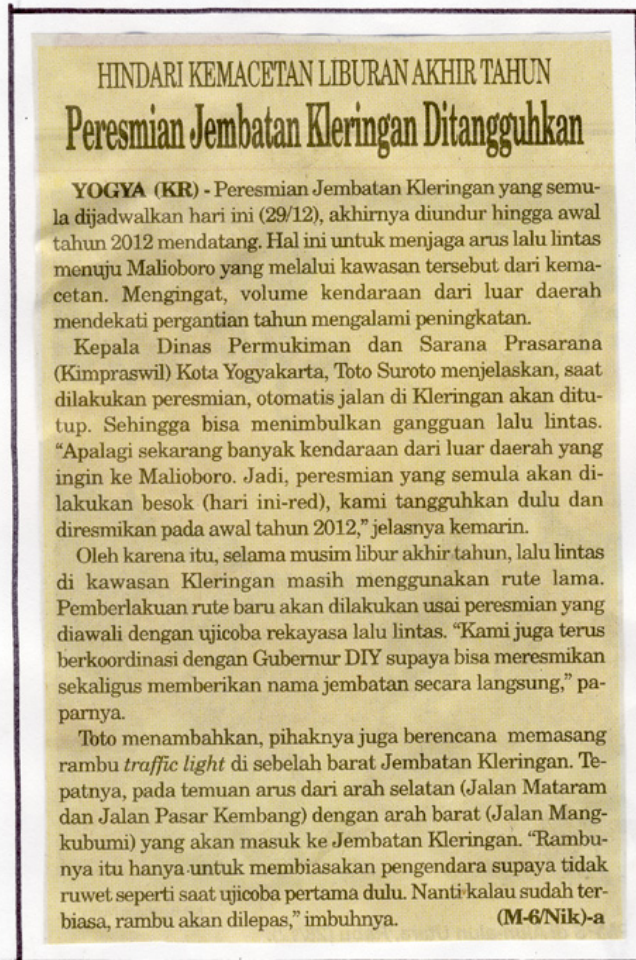 HINDARI KEMACETAN LIBURAN AKHIR TAHUN
Peresmian Jembatan Kleringan Ditangguhkan
YOGYA (KR) - Peresmian Jembatan Kleringan yang semu-
la dijadwalkan hari ini (29/12), akhirnya diundur hingga awal
tahun 2012 mendatang. Hal ini untuk menjaga arus lalu lintas
menuju Malioboro yang melalui kawasan tersebut dari kema-
cetan. Mengingat, volume kendaraan dari luar daerah
mendekati pergantian tahun mengalami peningkatan.
Kepala Dinas Permukiman dan Sarana Prasarana
(Kimpraswil) Kota Yogyakarta, Toto Suroto menjelaskan, saat
dilakukan peresmian, otomatis jalan di Kleringan akan ditu-
tup. Sehingga bisa menimbulkan gangguan lalu lintas.
“Apalagi sekarang banyak kendaraan dari luar daerah yang
ingin ke Malioboro. Jadi, peresmian yang semula akan di-
lakukan besok (hari ini-red), kami tangguhkan dulu dan
diresmikan pada awal tahun 2012,” jelasnya kemarin.
Oleh karena itu, selama musim libur akhir tahun, lalu lintas
di kawasan Kleringan masih menggunakan rute lama.
Pemberlakuan rute baru akan dilakukan usai peresmian yang
diawali dengan ujicoba rekayasa lalu lintas. “Kami juga terus
berkoordinasi dengan Gubernur DIY supaya bisa meresmikan
sekaligus memberikan nama jembatan secara langsung,” pa-
parnya.
Toto menambahkan, pihaknya juga berencana memasang
rambu traffic light di sebelah barat Jembatan Kleringan. Te-
patnya, pada temuan arus dari arah selatan (Jalan Mataram
dan Jalan Pasar Kembang) dengan arah barat (Jalan Mang-
kubumi) yang akan masuk ke Jembatan Kleringan. “Rambu-
nya itu hanya untuk membiasakan pengendara supaya tidak
ruwet seperti saat ujicoba pertama dulu. Nanti kalau sudah ter-
biasa, rambu akan dilepas,” imbuhnya. (M-6/Nik)-a